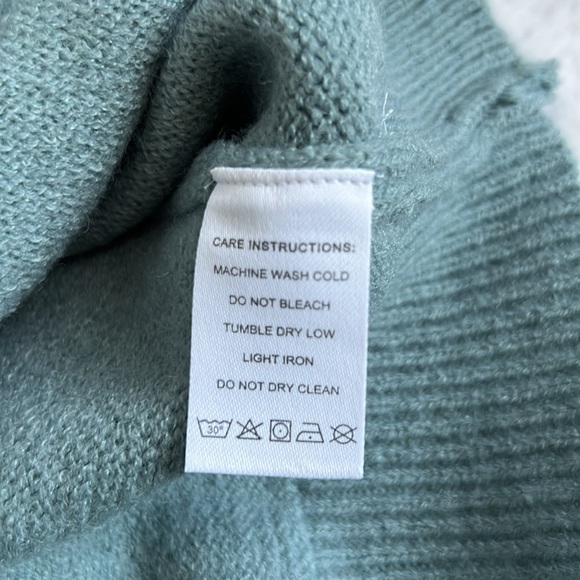 CARE INSTRUCTIONS:
MACHINE WASH COLD
DO NOT BLEACH
TUMBLE DRY LOW
LIGHT IRON
DO NOT DRY CLEAN
30°